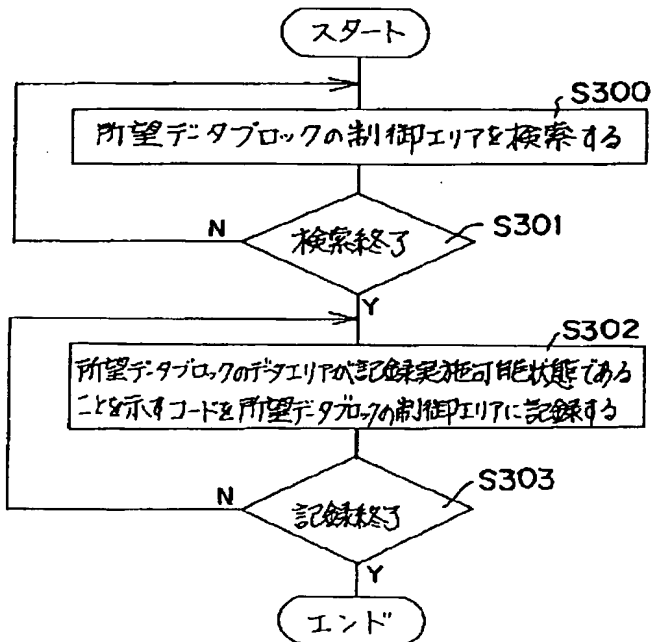 スタート
S300
所望データブロックの制御エリアを検索する
N
検索終了
S301
Y
S302
所望データブロックのデータエリアが記録実施可能状態である
ことを示すコードを所望データブロックの制御エリアに記録する
N
記録終了
S303
Y
エンド